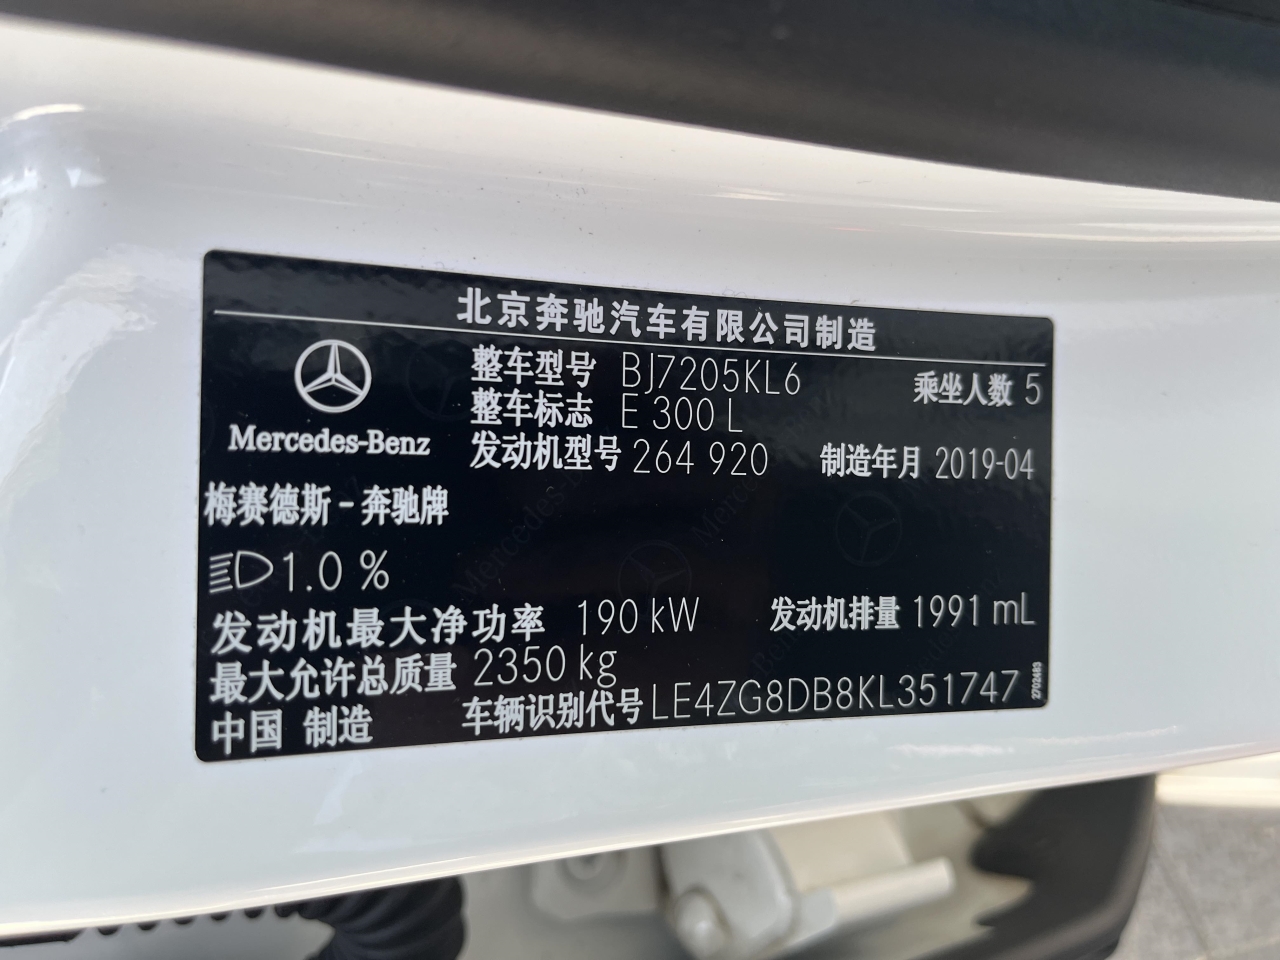 北京奔驰汽车有限公司制造
整车型号 BJ7205KL6 乘坐人数 5
整车标志 E 300 L
Mercedes-Benz
发动机型号 264 920 制造年月 2019-04
梅赛德斯-奔驰牌
1.0 %
发动机最大净功率 190 kW 发动机排量 1991 mL
最大允许总质量 2350 kg
中国 制造 车辆识别代号 LE4ZG8DB8KL351747
2702483